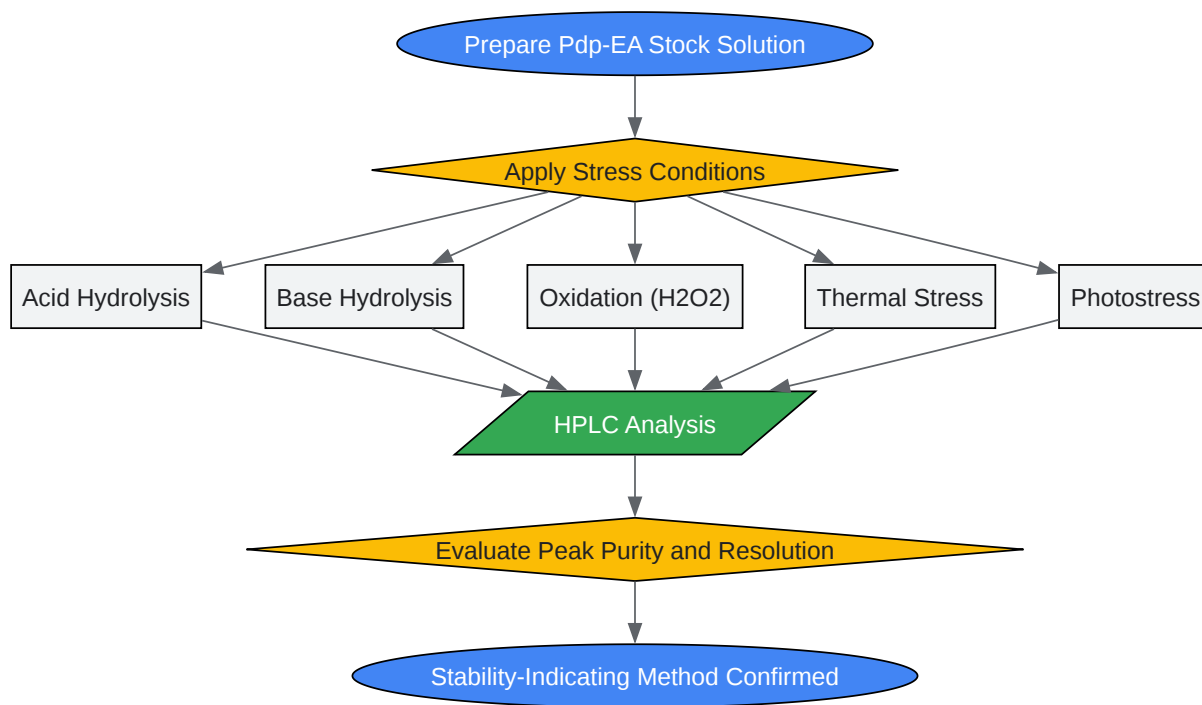 Prepare Pdp-EA Stock Solution
Apply Stress Conditions
Acid Hydrolysis
Base Hydrolysis
Oxidation (H2O2)
Thermal Stress
Photostress
HPLC Analysis
Evaluate Peak Purity and Resolution
Stability-Indicating Method Confirmed